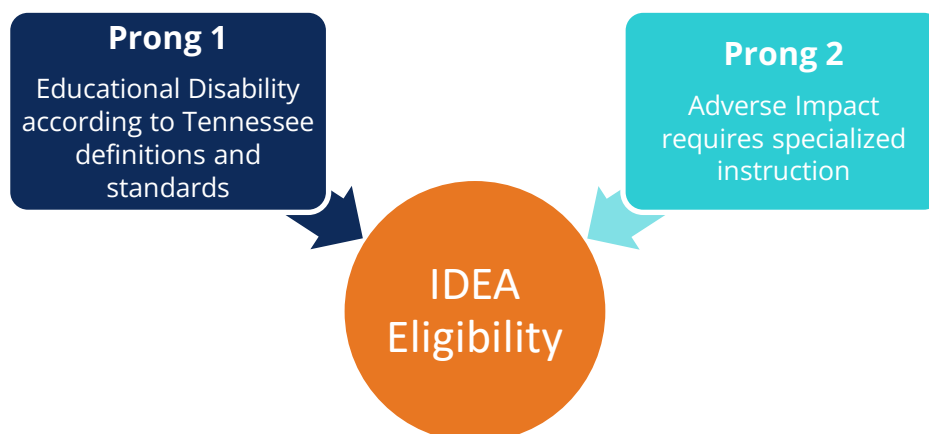 Prong 1
Educational Disability
according to Tennessee
definitions and
standards
Prong 2
Adverse Impact
requires specialized
instruction
IDEA
Eligibility